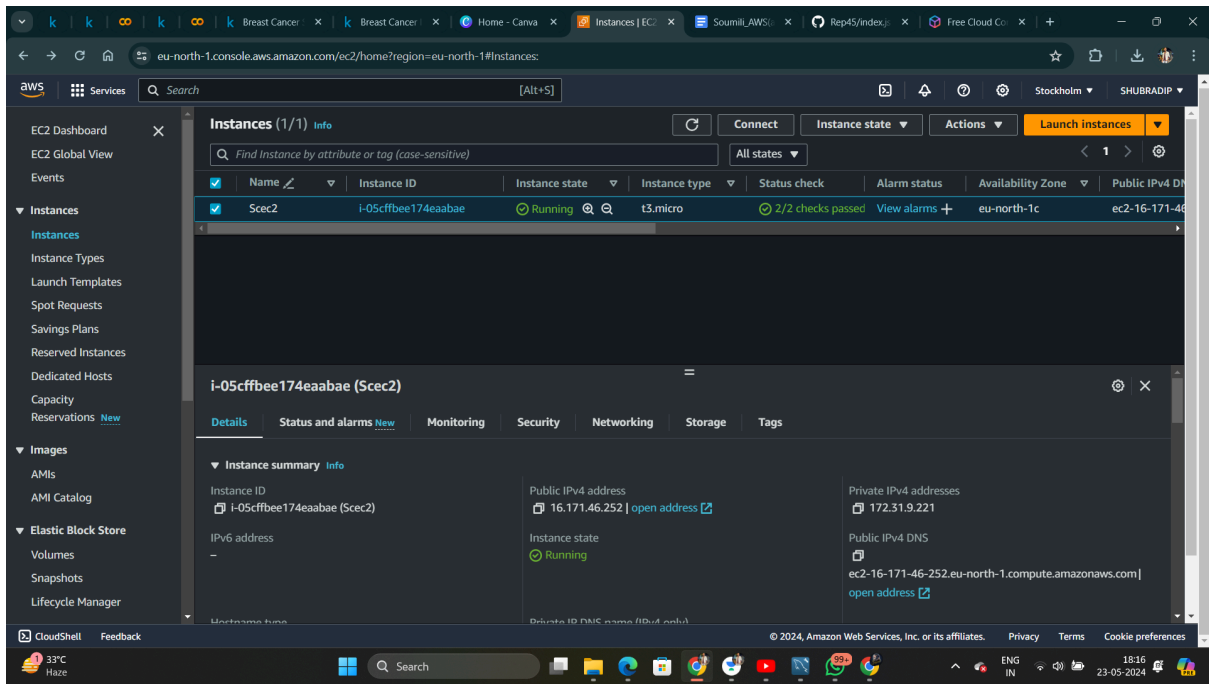 k
k
k
k Breast Cancer
k Breast Cancer
Home - Canva
Instances | EC2
Soumili_AWS(
Rep45/index.js
Free Cloud Co
eu-north-1.console.aws.amazon.com/ec2/home?region=eu-north-1#Instances:
aws
Services
Search
[Alt+S]
Stockholm
SHUBRADIP
EC2 Dashboard
EC2 Global View
Events
Instances
Instances
Instance Types
Launch Templates
Spot Requests
Savings Plans
Reserved Instances
Dedicated Hosts
Capacity
Reservations New
Images
AMIs
AMI Catalog
Elastic Block Store
Volumes
Snapshots
Lifecycle Manager
Instances (1/1) Info
Connect
Instance state
Actions
Launch instances
Find Instance by attribute or tag (case-sensitive)
All states
1
Name Instance ID Instance state Instance type Status check Alarm status Availability Zone Public IPv4 DN
Scec2 i-05cffbee174eaabae Running t3.micro 2/2 checks passed View alarms eu-north-1c ec2-16-171-46
i-05cffbee174eaabae (Scec2)
Details Status and alarms New Monitoring Security Networking Storage Tags
Instance summary Info
Instance ID
i-05cffbee174eaabae (Scec2)
Public IPv4 address
16.171.46.252 | open address
Private IPv4 addresses
172.31.9.221
IPv6 address
–
Instance state
Running
Public IPv4 DNS
ec2-16-171-46-252.eu-north-1.compute.amazonaws.com |
open address
Hostname type
Private IP DNS name (IPv4 only)
CloudShell Feedback
© 2024, Amazon Web Services, Inc. or its affiliates. Privacy Terms Cookie preferences
1
33°C
Haze
Search
99+
ENG
IN
18:16
23-05-2024